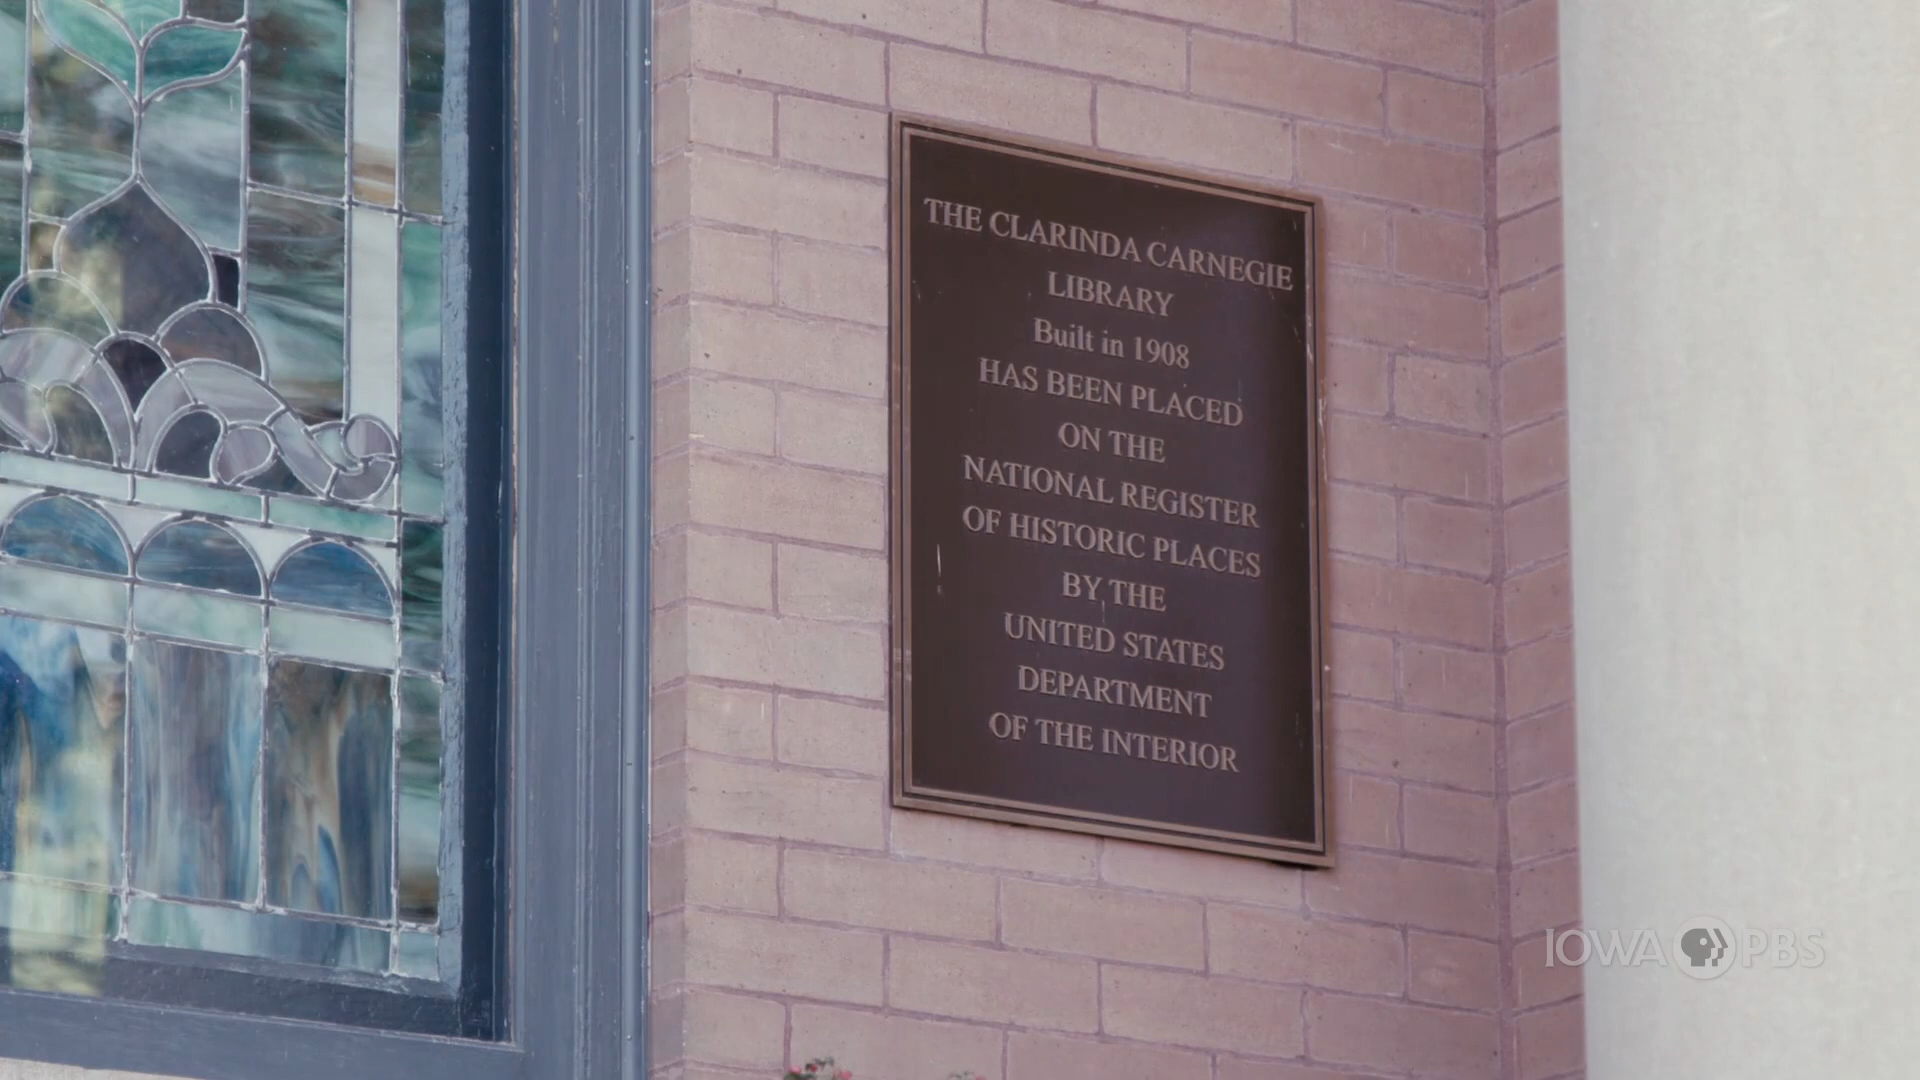 THE CLARINDA CARNEGIE
LIBRARY
Built in 1908
HAS BEEN PLACED
ON THE
NATIONAL REGISTER
OF HISTORIC PLACES
BY THE
UNITED STATES
DEPARTMENT
OF THE INTERIOR
IOWA PBS